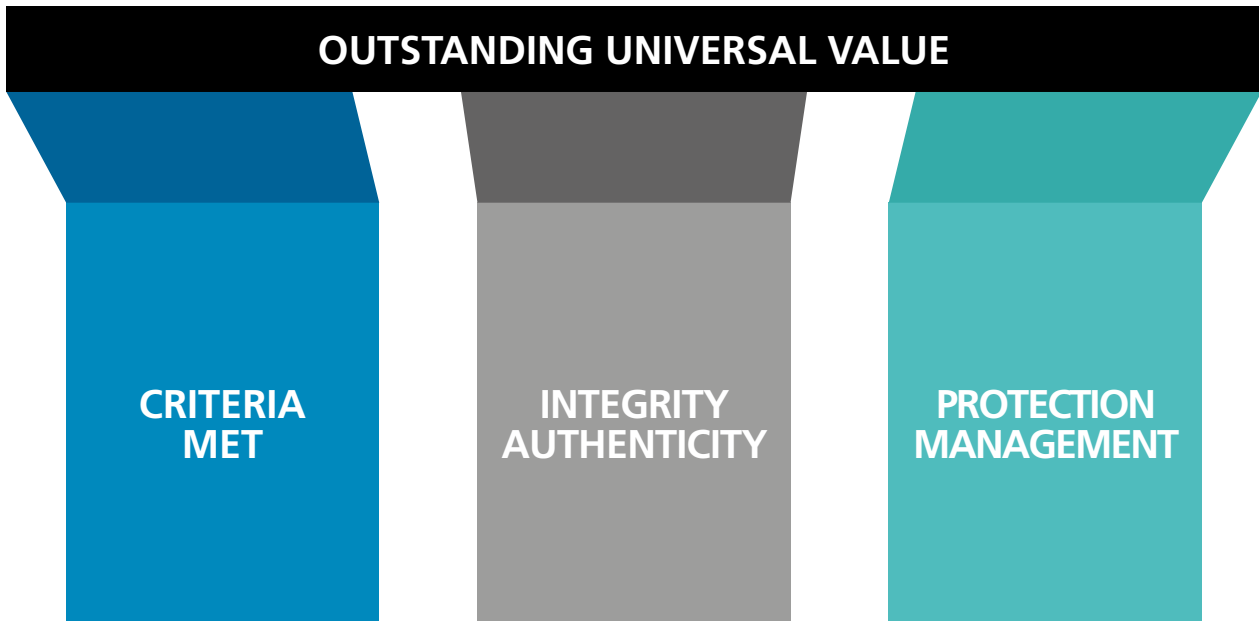 OUTSTANDING UNIVERSAL VALUE
CRITERIA
MET
INTEGRITY
AUTHENTICITY
PROTECTION
MANAGEMENT